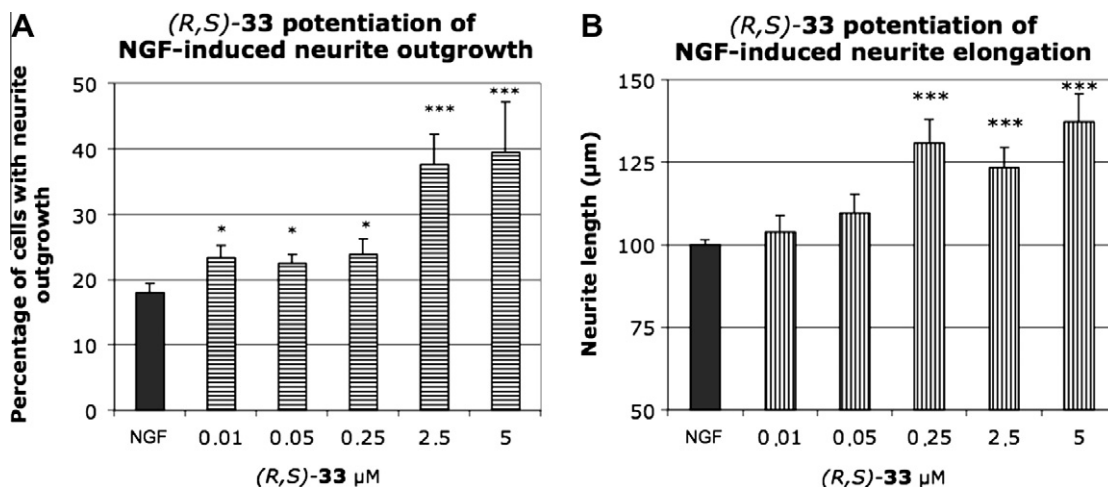 A
(R,S)-33 potentiation of
NGF-induced neurite outgrowth
Percentage of cells with neurite
outgrowth
50
40
30
20
10
0
*
*
*
***
***
NGF
0.01
0.05
0.25
2.5
5
(R,S)-33 µM
B
(R,S)-33 potentiation of
NGF-induced neurite elongation
Neurite length (µm)
150
125
100
75
50
***
***
***
NGF
0.01
0.05
0.25
2.5
5
(R,S)-33 µM